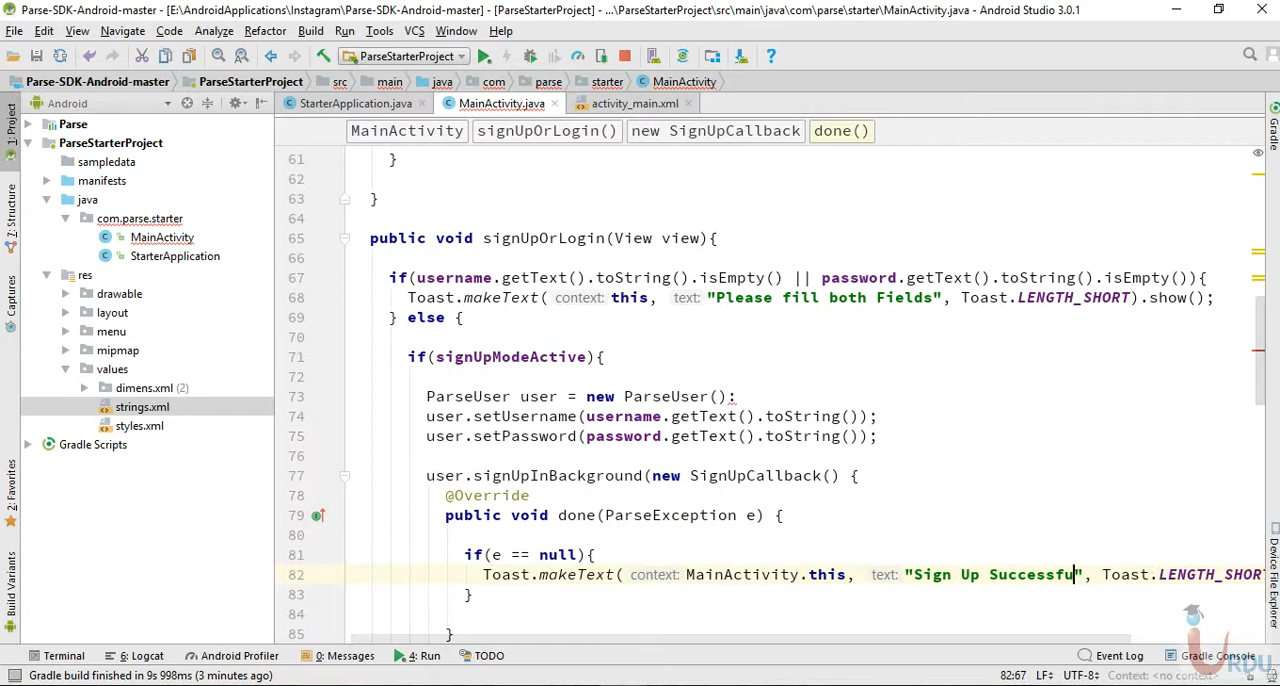 Parse-SDK-Android-master - [E:\AndroidApplications\Instagram\Parse-SDK-Android-master] - [ParseStarterProject] - ...\ParseStarterProject\src\main\java\com\parse\starter\MainActivity.java - Android Studio 3.0.1
File Edit View Navigate Code Analyze Refactor Build Run Tools VCS Window Help
ParseStarterProject
Parse-SDK-Android-master ParseStarterProject src main java com parse starter MainActivity
Android StarterApplication.java MainActivity.java activity_main.xml
MainActivity signUpOrLogin() new SignUpCallback done()
1: Project
7: Structure
Captures
2: Favorites
Build Variants
Parse
ParseStarterProject
sampledata
manifests
java
com.parse.starter
MainActivity
StarterApplication
res
drawable
layout
menu
mipmap
values
dimens.xml (2)
strings.xml
styles.xml
Gradle Scripts
61 }
62
63 }
64
65 public void signUpOrLogin(View view){
66
67 if(username.getText().toString().isEmpty() || password.getText().toString().isEmpty()){
68 Toast.makeText( context: this, text: "Please fill both Fields", Toast.LENGTH_SHORT).show();
69 } else {
70
71 if(signUpModeActive){
72
73 ParseUser user = new ParseUser();
74 user.setUsername(username.getText().toString());
75 user.setPassword(password.getText().toString());
76
77 user.signUpInBackground(new SignUpCallback() {
78 @Override
79 public void done(ParseException e) {
80
81 if(e == null){
82 Toast.makeText( context: MainActivity.this, text: "Sign Up Successfu", Toast.LENGTH_SHOR
83 }
84
85 }
Gradle
Device File Explorer
Terminal 6: Logcat Android Profiler 0: Messages 4: Run TODO Event Log Gradle Console
Gradle build finished in 9s 998ms (3 minutes ago) 82:67 LF÷ UTF-8÷ Context: <no context>
URDU